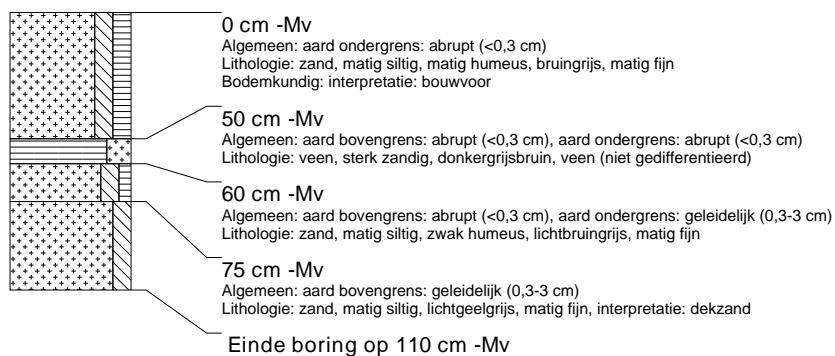 0 cm -Mv
Algemeen: aard ondergrens: abrupt (<0,3 cm)
Lithologie: zand, matig siltig, matig humeus, bruingrijs, matig fijn
Bodemkundig: interpretatie: bouwvoor
50 cm -Mv
Algemeen: aard bovengrens: abrupt (<0,3 cm), aard ondergrens: abrupt (<0,3 cm)
Lithologie: veen, sterk zandig, donkergrijsbruin, veen (niet gedifferentieerd)
60 cm -Mv
Algemeen: aard bovengrens: abrupt (<0,3 cm), aard ondergrens: geleidelijk (0,3-3 cm)
Lithologie: zand, matig siltig, zwak humeus, lichtbruingrijs, matig fijn
75 cm -Mv
Algemeen: aard bovengrens: geleidelijk (0,3-3 cm)
Lithologie: zand, matig siltig, lichtgeelgrijs, matig fijn, interpretatie: dekzand
Einde boring op 110 cm -Mv